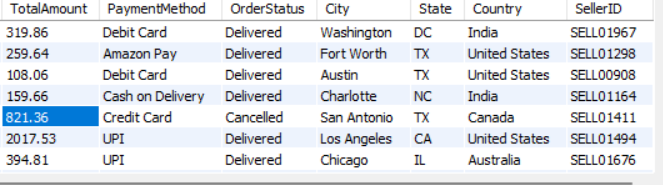 TotalAmount PaymentMethod OrderStatus City State Country SellerID
319.86 Debit Card Delivered Washington DC India SELL01967
259.64 Amazon Pay Delivered Fort Worth TX United States SELL01298
108.06 Debit Card Delivered Austin TX United States SELL00908
159.66 Cash on Delivery Delivered Charlotte NC India SELL01164
821.36 Credit Card Cancelled San Antonio TX Canada SELL01411
2017.53 UPI Delivered Los Angeles CA United States SELL01494
394.81 UPI Delivered Chicago IL Australia SELL01676